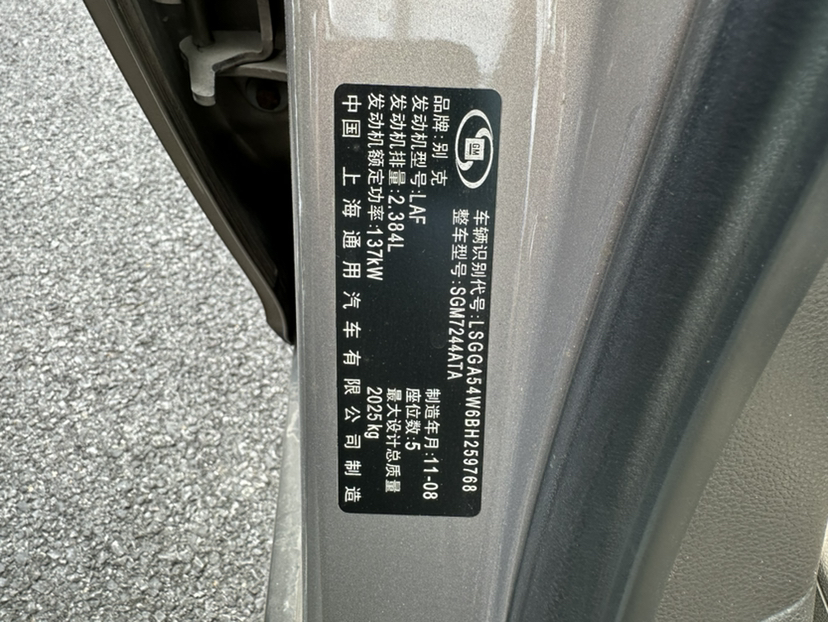 GM
车辆识别代号:LSGGA54W6BH259768
整车型号:SGM7244ATA
品牌:别克
制造年月:11-08
发动机型号:LAF
座位数:5
发动机排量:2.384L
最大设计总质量
发动机额定功率:137kW
2025kg
中国 上海通用汽车有限公司制造